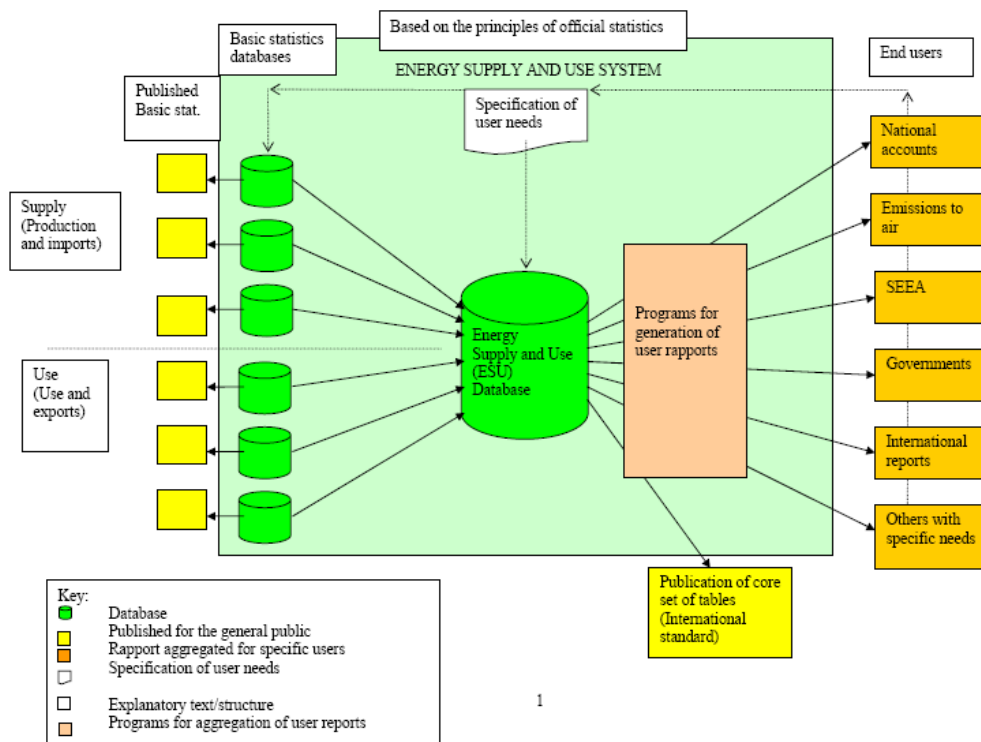 Based on the principles of official statistics
Basic statistics
databases
End users
ENERGY SUPPLY AND USE SYSTEM
Published
Basic stat.
Specification of
user needs
National
accounts
Supply
(Production
and imports)
Emissions to
air
SEEA
Programs for
generation of
user rapports
Energy
Supply and Use
(ESU)
Database
Use
(Use and
exports)
Governments
International
reports
Others with
specific needs
Publication of core
set of tables
(International
standard)
Key:
Database
Published for the general public
Rapport aggregated for specific users
Specification of user needs
Explanatory text/structure
Programs for aggregation of user reports
1